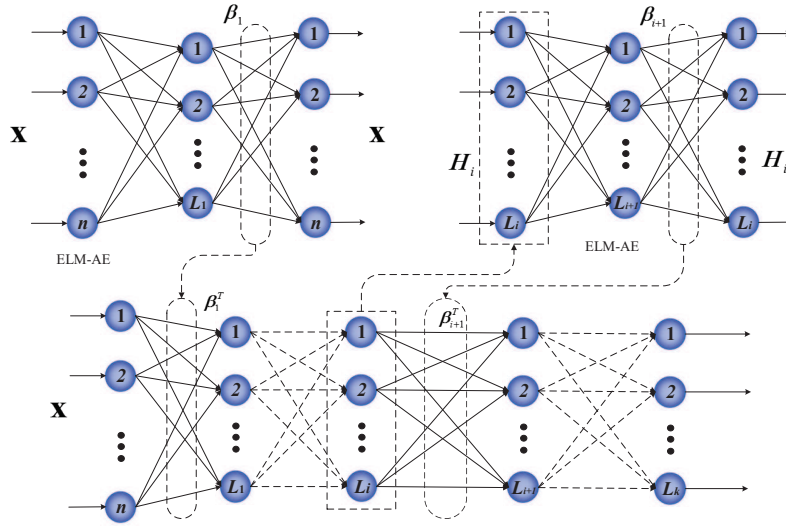 β₁
1 1 1
2 2 2
x x
n L₁ n
ELM-AE
βᵢ₊₁
1 1 1
2 2 2
Hᵢ Hᵢ
Lᵢ Lᵢ₊₁ Lᵢ
ELM-AE
β₁ᵀ βᵢ₊₁ᵀ
1 1 1 1 1
2 2 2 2 2
x
n L₁ Lᵢ Lᵢ₊₁ Lₖ